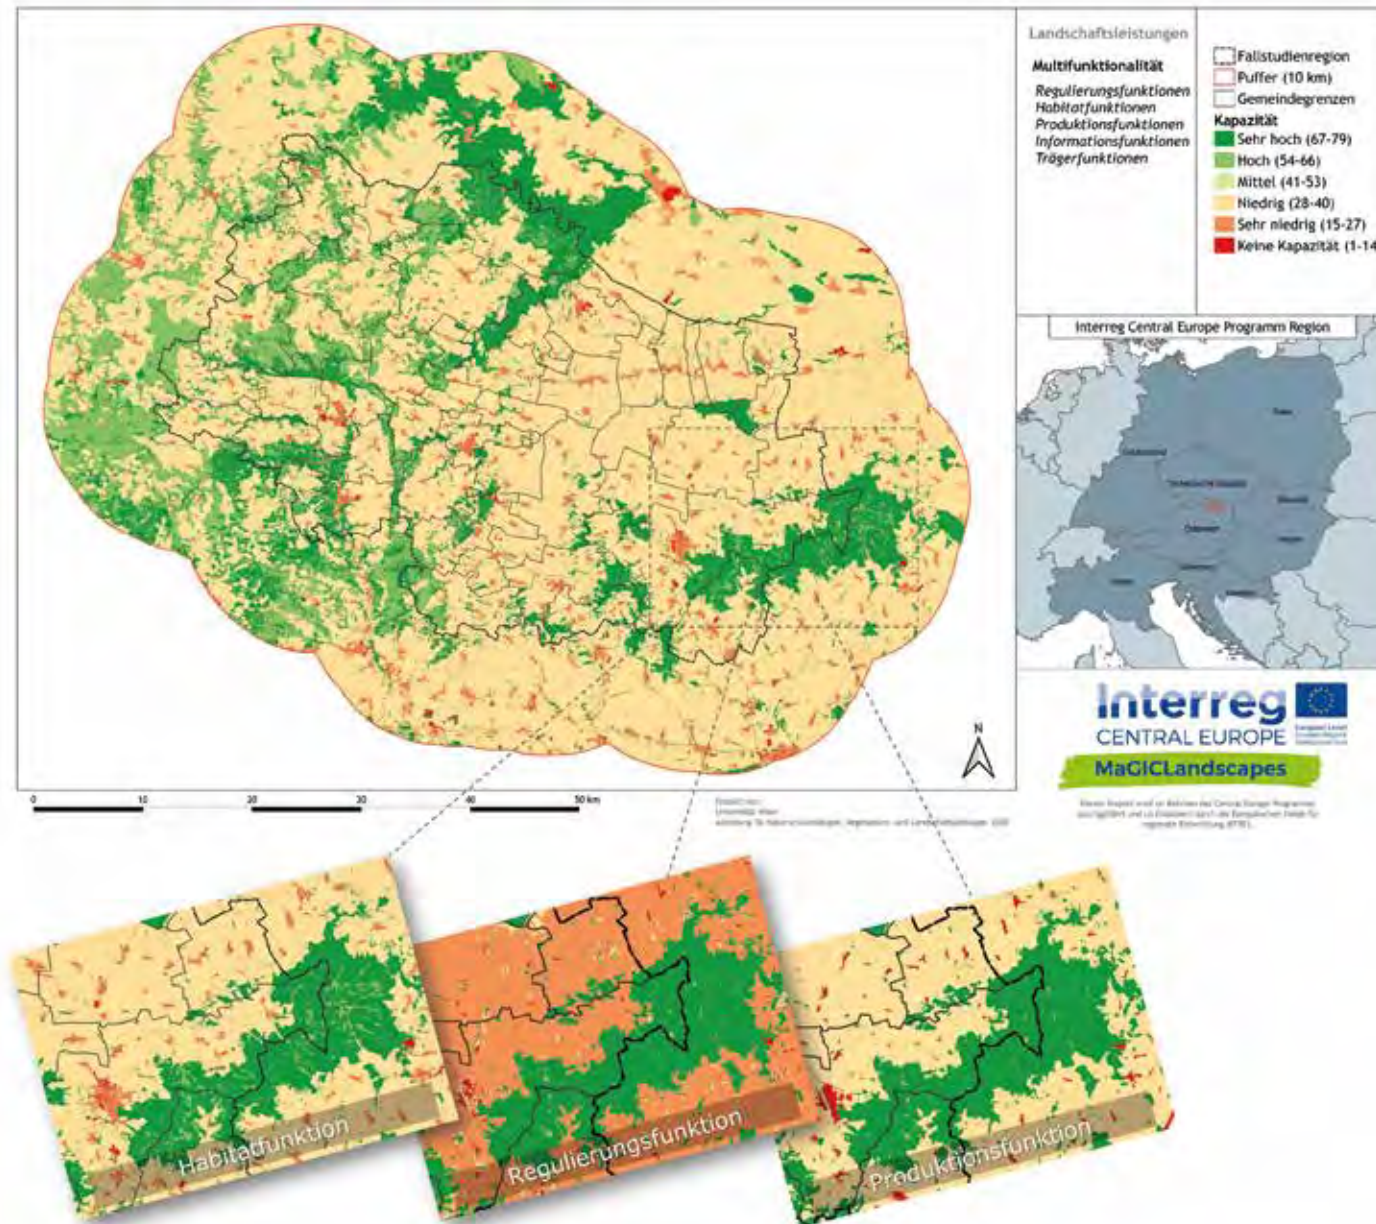 Landschaftsleistungen
Multifunktionalität
Regulierungsfunktionen
Habitatfunktionen
Produktionsfunktionen
Informationsfunktionen
Trägerfunktionen
Fallstudienregion
Puffer (10 km)
Gemeindegrenzen
Kapazität
Sehr hoch (67-79)
Hoch (54-66)
Mittel (41-53)
Niedrig (28-40)
Sehr niedrig (15-27)
Keine Kapazität (1-14
Interreg Central Europe Programm Region
Interreg
CENTRAL EUROPE
MaGICLandscapes
N
0 10 20 30 40 50 km
Habitatfunktion
Regulierungsfunktion
Produktionsfunktion